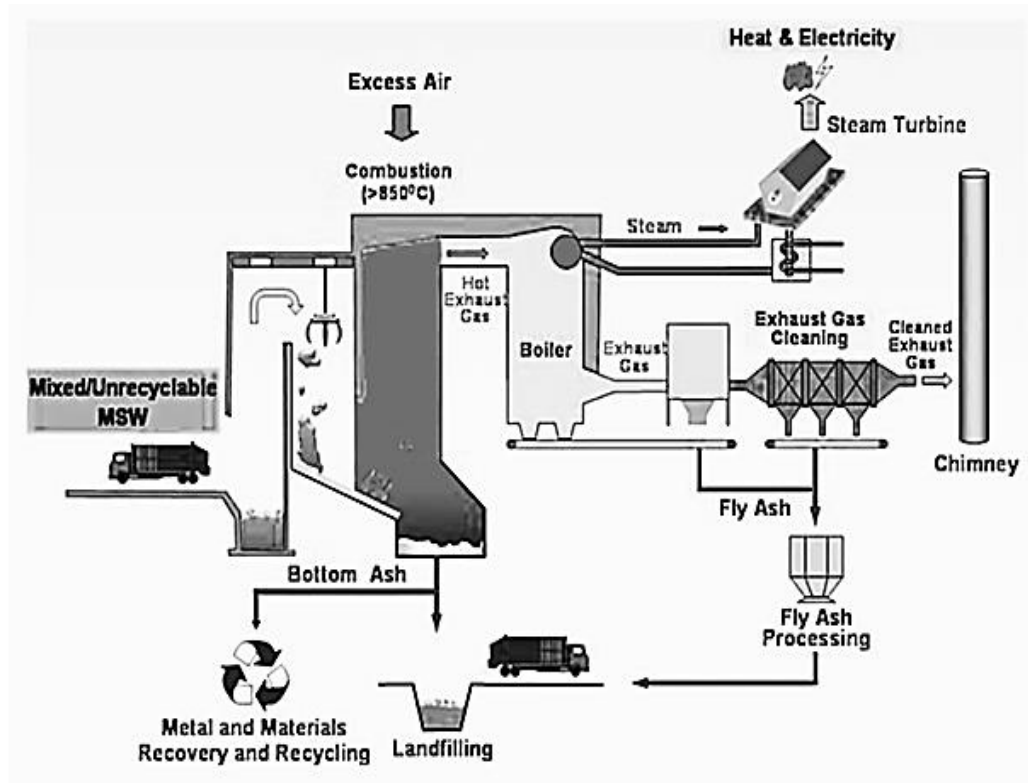 Heat & Electricity
Excess Air
Steam Turbine
Combustion
(>850⁰C)
Steam
Hot
Exhaust
Gas
Boiler
Exhaust
Gas
Exhaust Gas
Cleaning
Cleaned
Exhaust
Gas
Mixed/Unrecyclable
MSW
Chimney
Fly Ash
Bottom Ash
Fly Ash
Processing
Metal and Materials
Recovery and Recycling
Landfilling